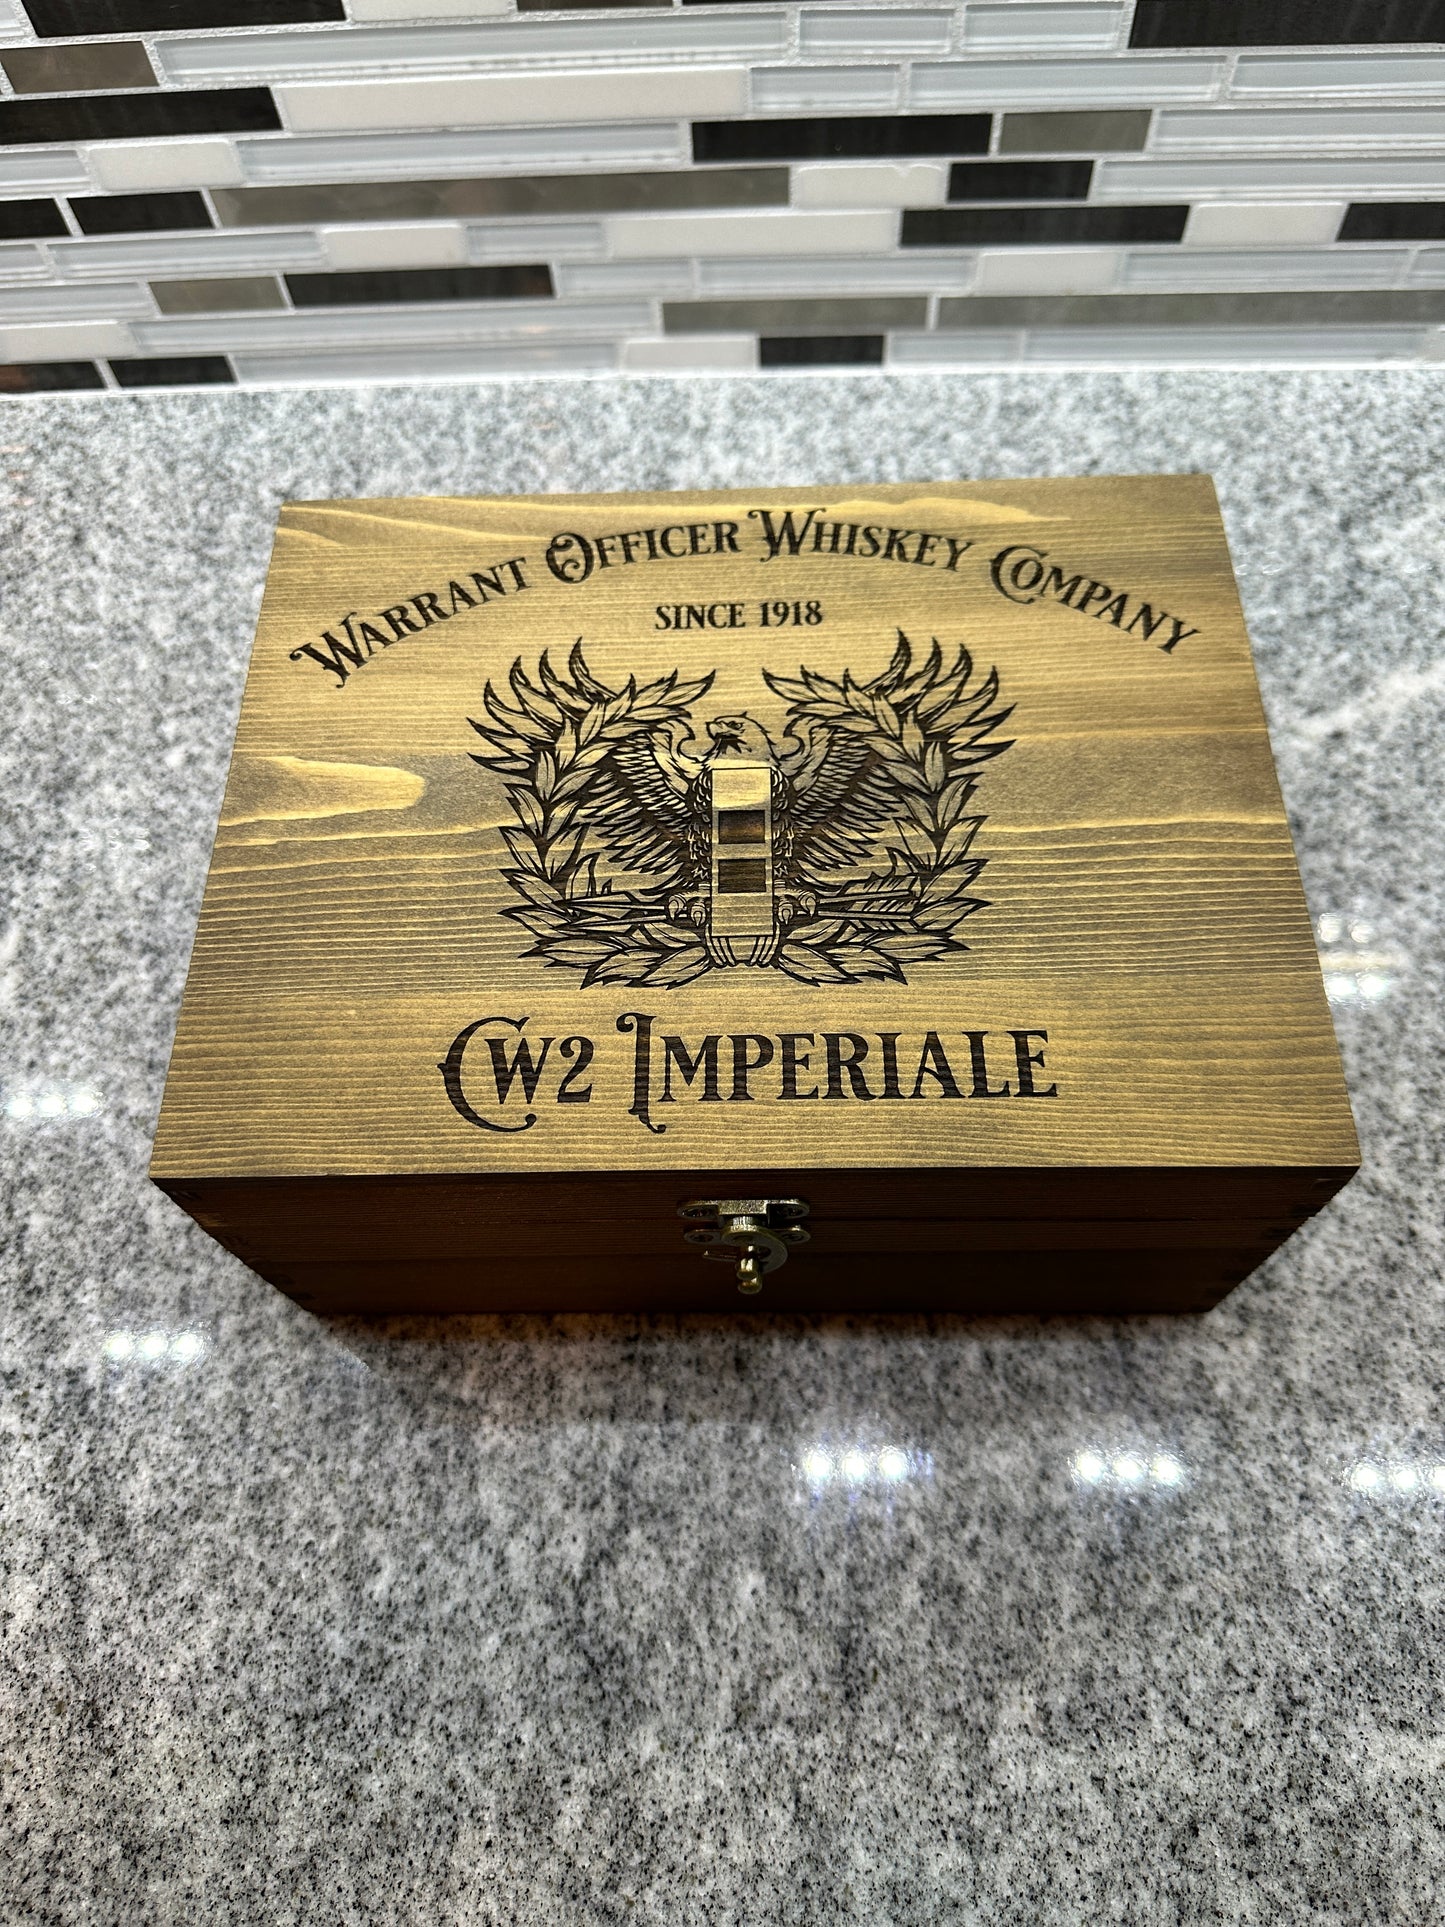 Warrant Officer Whiskey Company
SINCE 1918
CW2 Imperiale